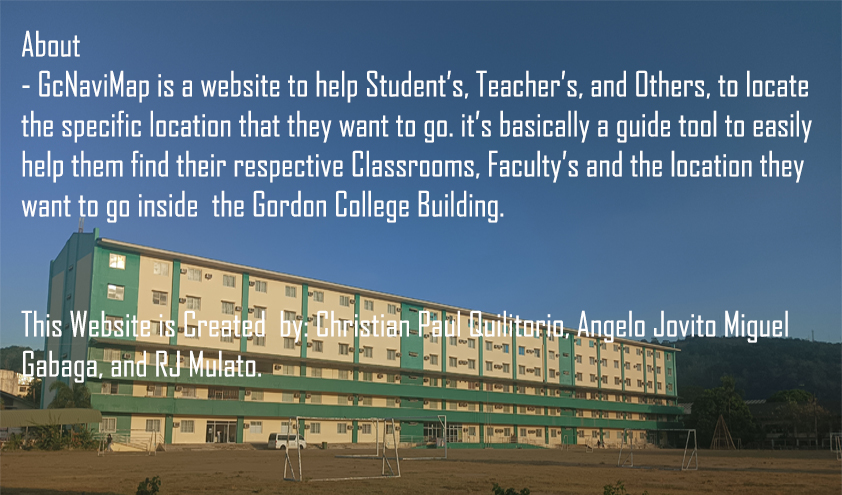 About
- GcNaviMap is a website to help Student's, Teacher's, and Others, to locate
the specific location that they want to go. it's basically a guide tool to easily
help them find their respective Classrooms, Faculty's and the location they
want to go inside  the Gordon College Building.
This Website is Created  by: Christian Paul Quilitorio, Angelo Jovito Miguel
Gabaga, and RJ Mulato.